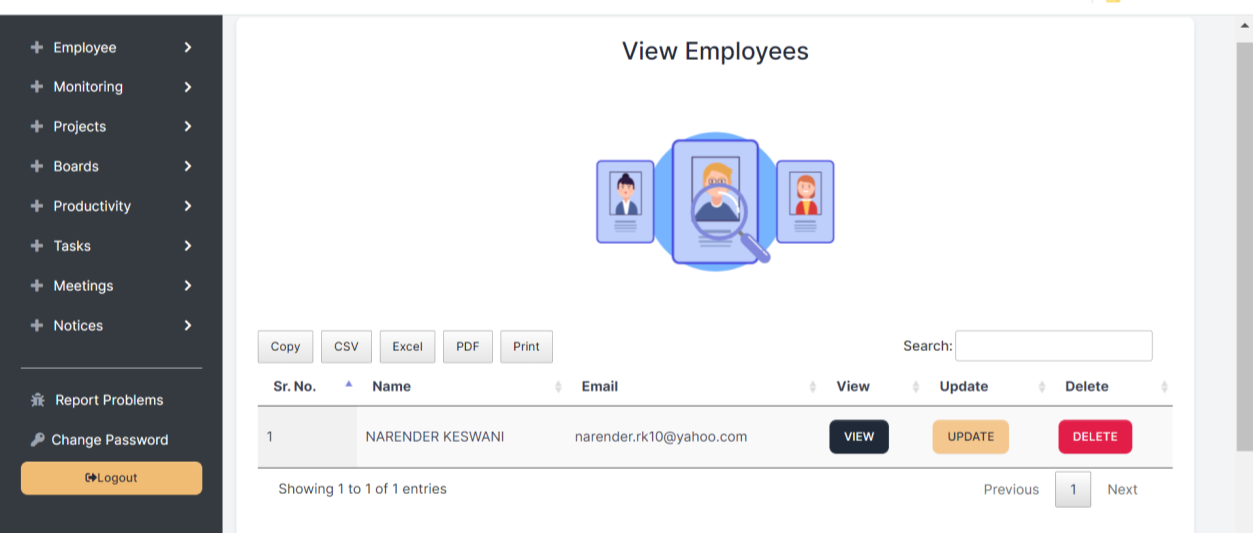 Employee
Monitoring
Projects
Boards
Productivity
Tasks
Meetings
Notices
Report Problems
Change Password
Logout
View Employees
Copy CSV Excel PDF Print Search:
Sr. No. Name Email View Update Delete
1 NARENDER KESWANI narender.rk10@yahoo.com VIEW UPDATE DELETE
Showing 1 to 1 of 1 entries Previous 1 Next